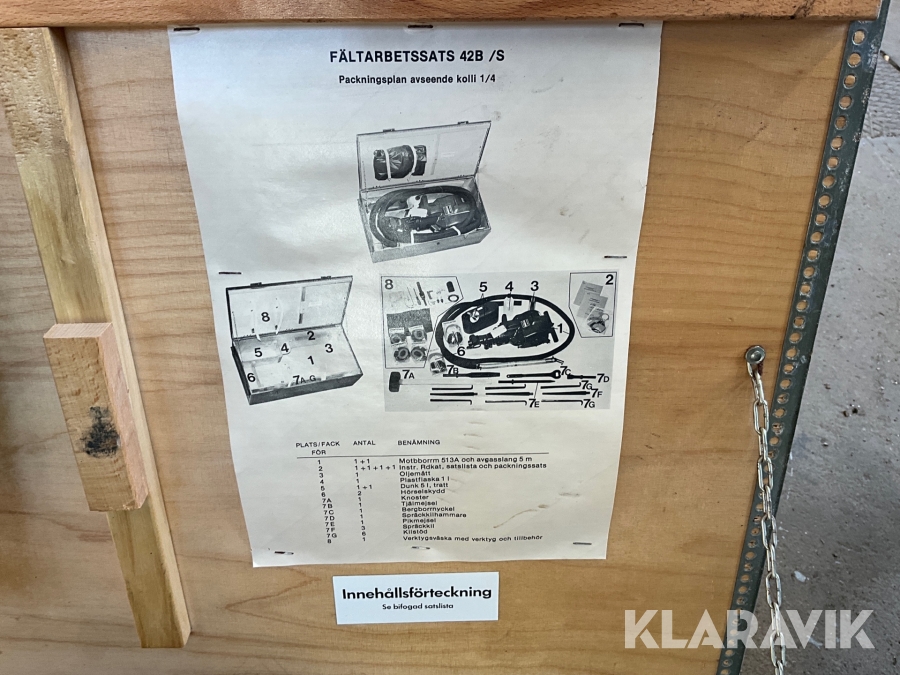 FÄLTARBETSSATS 42B /S
Packningsplan avseende kolli 1/4
8
5
4
2
3
1
6
7A-G
8
5
4
3
2
1
6
7A
7B
7C
7D
7G
7F
7E
7G
PLATS/FACK ANTAL BENÄMNING
FÖR
1 1+1 Motbborrm 513A och avgasslang 5 m
2 1+1+1+1 Instr. Rdkat, satslista och packningssats
3 1 Oljemått
4 1 Plastflaska 1 l
5 1+1 Dunk 5 l, tratt
6 2 Hörselskydd
7A 1 Knoster
7B 1 Tjälmejsel
7C 1 Bergborrhyckel
7D 1 Spräckkilhammare
7E 1 Pikmejsel
7F 3 Spräckkil
7G 6 Kilstöd
8 1 Verktygsväska med verktyg och tillbehör
Innehållsförteckning
Se bifogad satslista
KLARAVIK